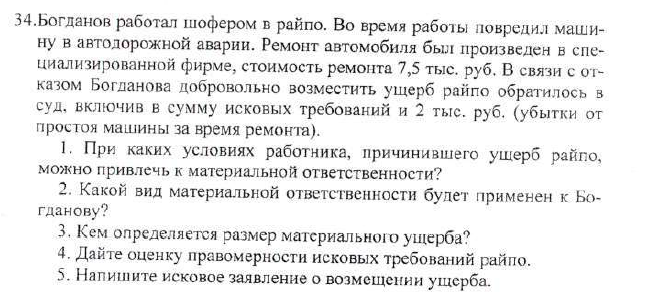 34.Богданов работал шофером в райпо. Во время работы повредил маши-
ну в автодорожной аварии. Ремонт автомобиля был произведен в спе-
циализированной фирме, стоимость ремонта 7,5 тыс. руб. В связи с от-
казом Богданова добровольно возместить ущерб райпо обратилось в
суд, включив в сумму исковых требований и 2 тыс. руб. (убытки от
простоя машины за время ремонта).
1. При каких условиях работника, причинившего ущерб райпо,
можно привлечь к материальной ответственности?
2. Какой вид материальной ответственности будет применен к Бо-
гданову?
3. Кем определяется размер материального ущерба?
4. Дайте оценку правомерности исковых требований райпо.
5. Напишите исковое заявление о возмещении ущерба.